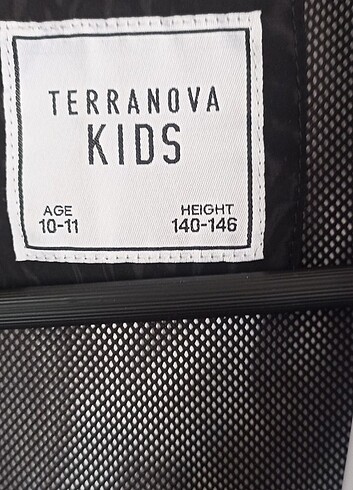 TERRANOVA
KIDS
AGE HEIGHT
10-11 140-146